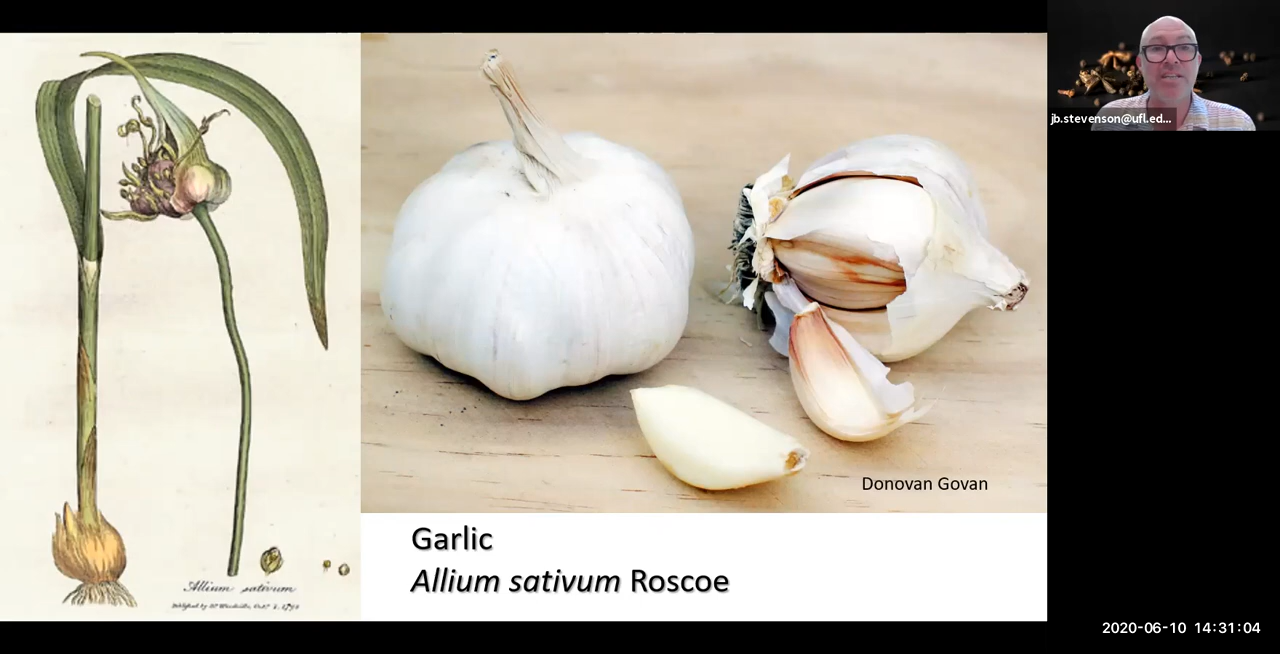 jb.stevenson@ufl.ed...
Donovan Govan
Garlic
Allium sativum Roscoe
Allium sativum
2020-06-10 14:31:04